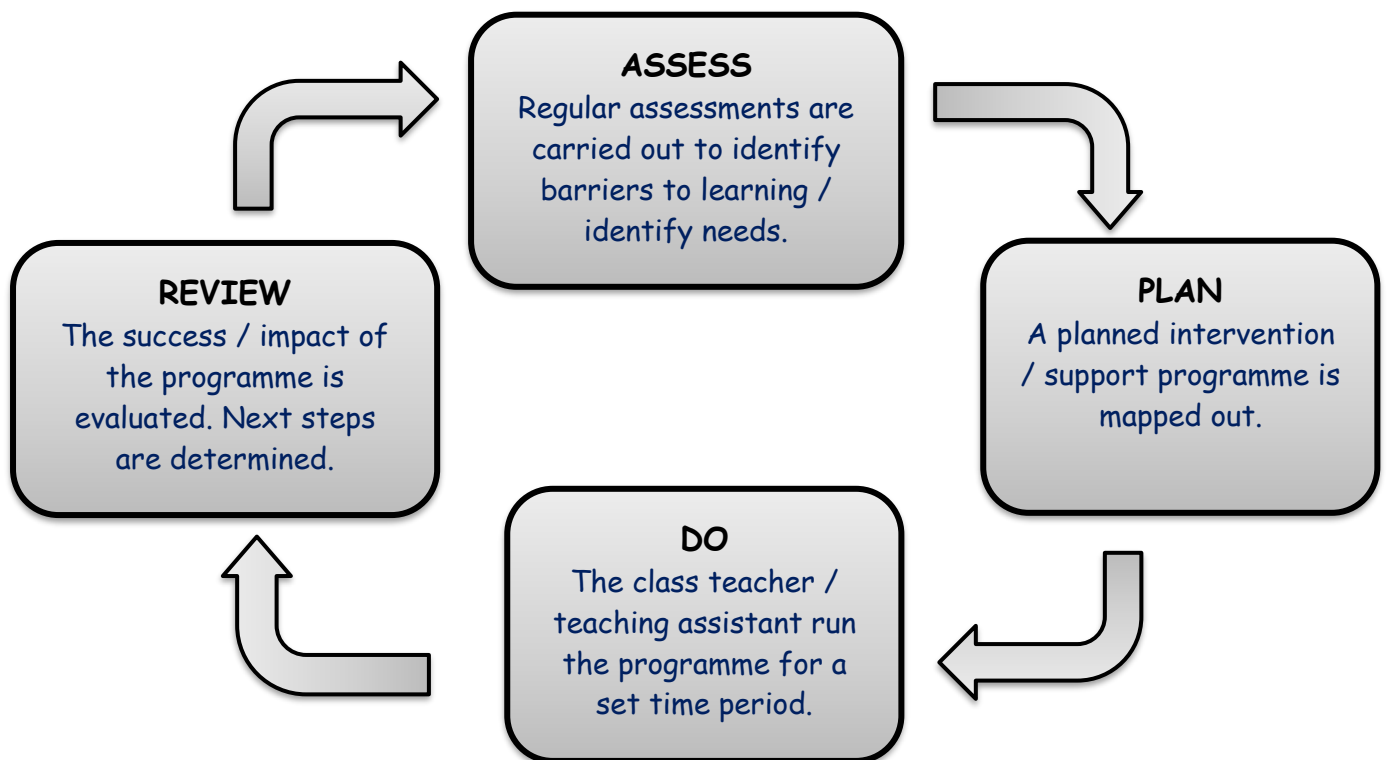 ASSESS
Regular assessments are
carried out to identify
barriers to learning /
identify needs.
PLAN
A planned intervention
/ support programme is
mapped out.
DO
The class teacher /
teaching assistant run
the programme for a
set time period.
REVIEW
The success / impact of
the programme is
evaluated. Next steps
are determined.